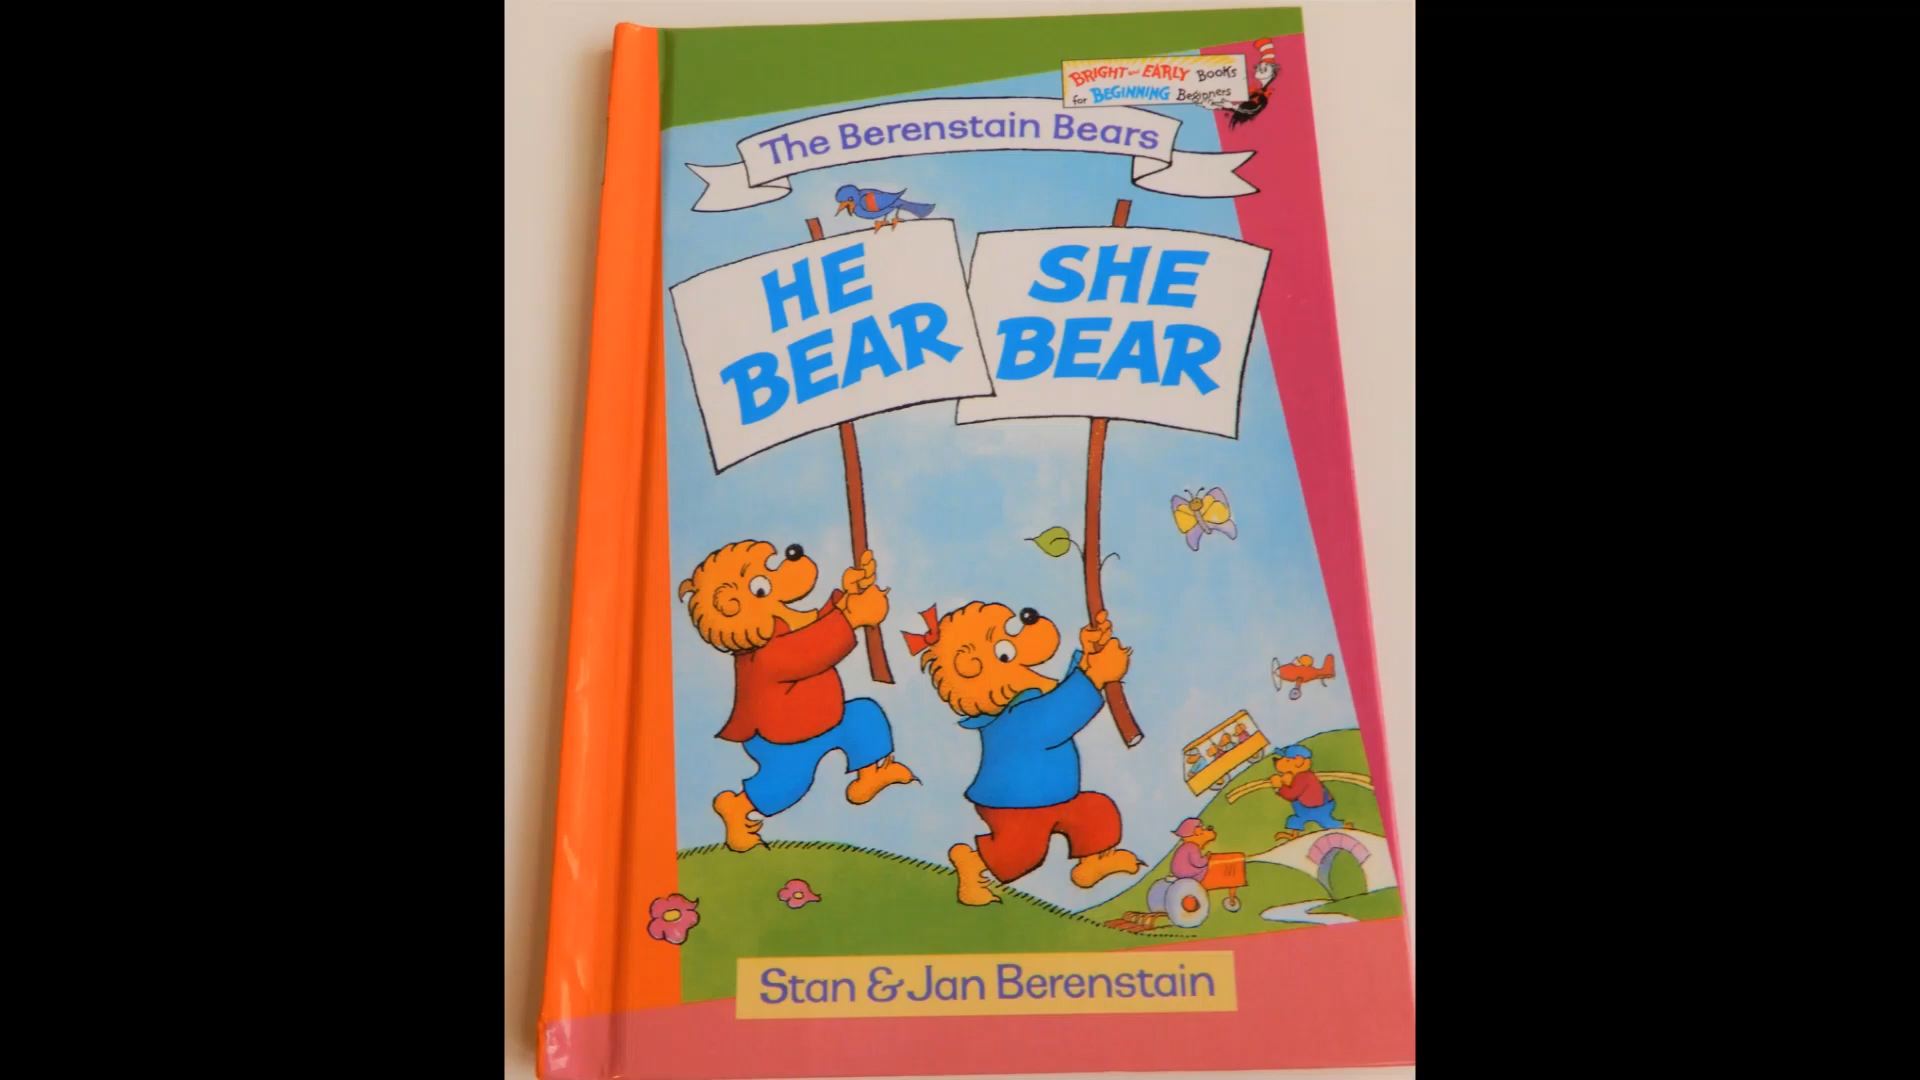 BRIGHT and EARLY BOOKS
for BEGINNING Beginners
The Berenstain Bears
HE
BEAR
SHE
BEAR
Stan & Jan Berenstain